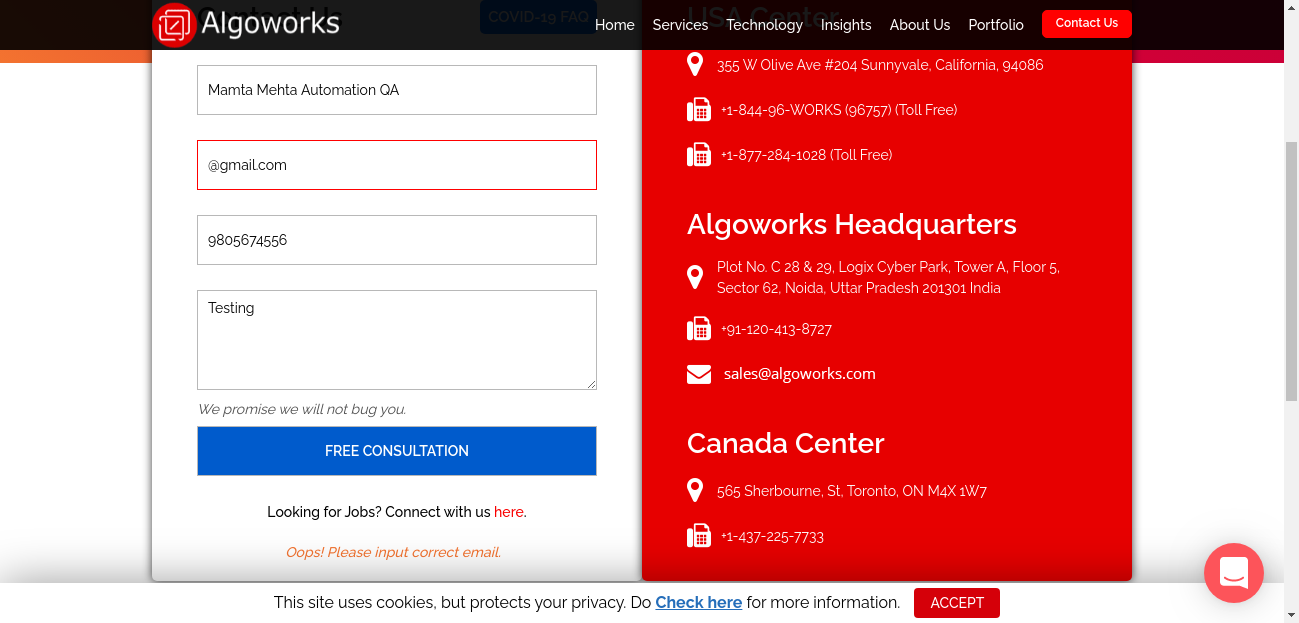 Algoworks
Contact Us
COVID-19 FAQ
Home
Services
Technology
Insights
About Us
Portfolio
Contact Us
Mamta Mehta Automation QA
@gmail.com
9805674556
Testing
We promise we will not bug you.
FREE CONSULTATION
Looking for Jobs? Connect with us here.
Oops! Please input correct email.
USA Center
355 W Olive Ave #204 Sunnyvale, California, 94086
+1-844-96-WORKS (96757) (Toll Free)
+1-877-284-1028 (Toll Free)
Algoworks Headquarters
Plot No. C 28 & 29, Logix Cyber Park, Tower A, Floor 5,
Sector 62, Noida, Uttar Pradesh 201301 India
+91-120-413-8727
sales@algoworks.com
Canada Center
565 Sherbourne, St, Toronto, ON M4X 1W7
+1-437-225-7733
This site uses cookies, but protects your privacy. Do Check here for more information.
ACCEPT